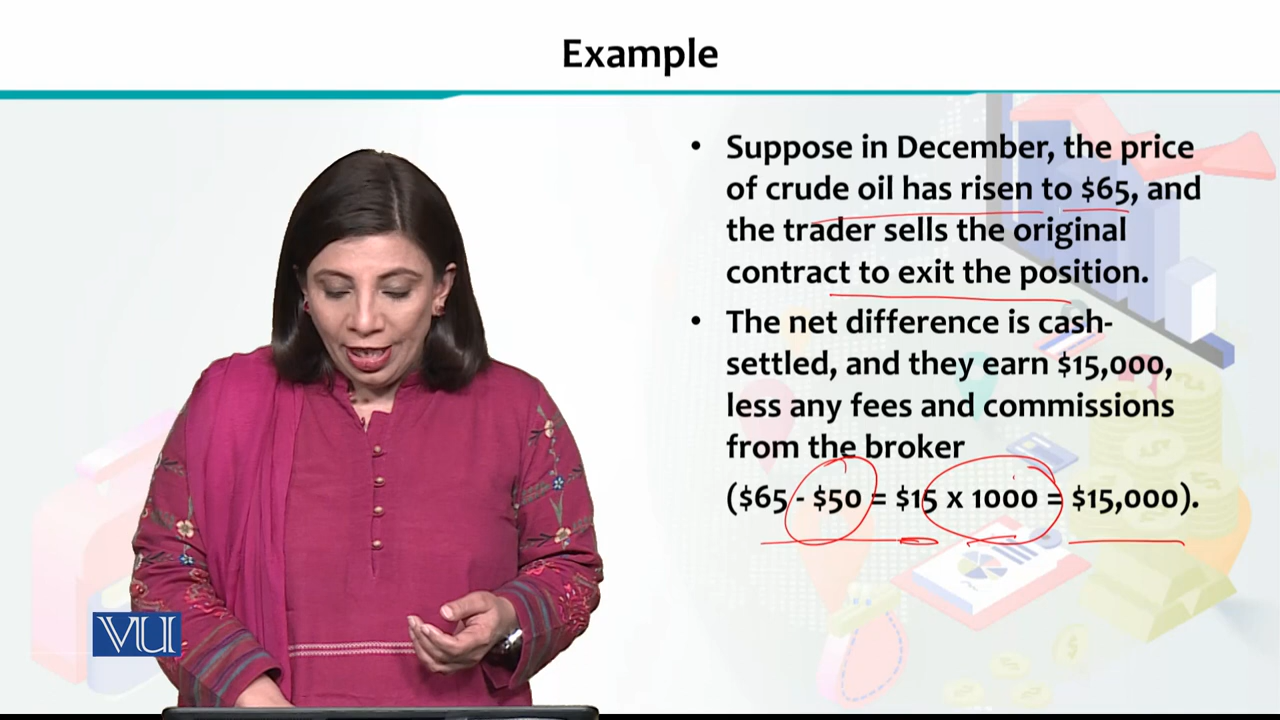 Example
• Suppose in December, the price
of crude oil has risen to $65, and
the trader sells the original
contract to exit the position.
• The net difference is cash-
settled, and they earn $15,000,
less any fees and commissions
from the broker
($65 - $50 = $15 x 1000 = $15,000).
VU